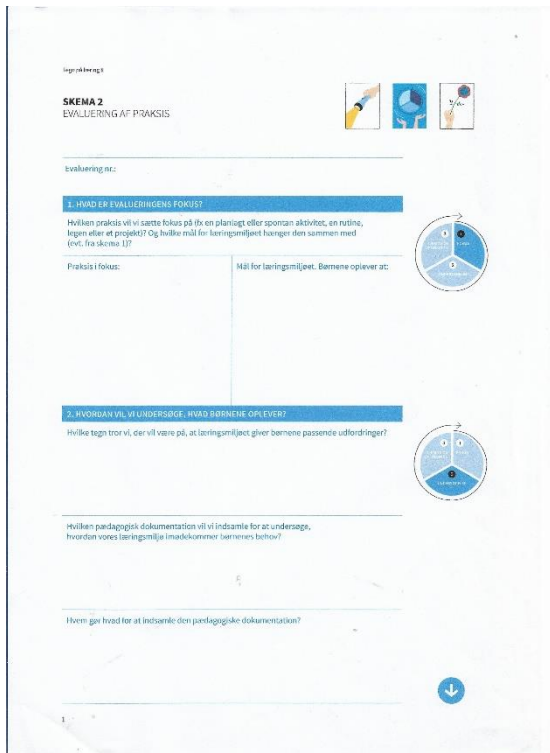 SKEMA 2
EVALUERING AF PRAKSIS
Evaluering nr.:
1. HVAD ER EVALUERINGENS FOKUS?
Hvilken praksis vil vi sætte fokus på (fx en planlagt eller spontan aktivitet, en rutine,
legen eller et projekt)? Og hvilke mål for læringsmiljøet hænger den sammen med
(evt. fra skema 1)?
Praksis i fokus:
Mål for læringsmiljøet. Børnene oplever at:
2. HVORDAN VIL VI UNDERSØGE, HVAD BØRNENE OPLEVER?
Hvilke tegn tror vi, der vil være på, at læringsmiljøet giver børnene passende udfordringer?
Hvilken pædagogisk dokumentation vil vi indsamle for at undersøge,
hvordan vores læringsmiljø imødekommer børnenes behov?
Hvem gør hvad for at indsamle den pædagogiske dokumentation?
1